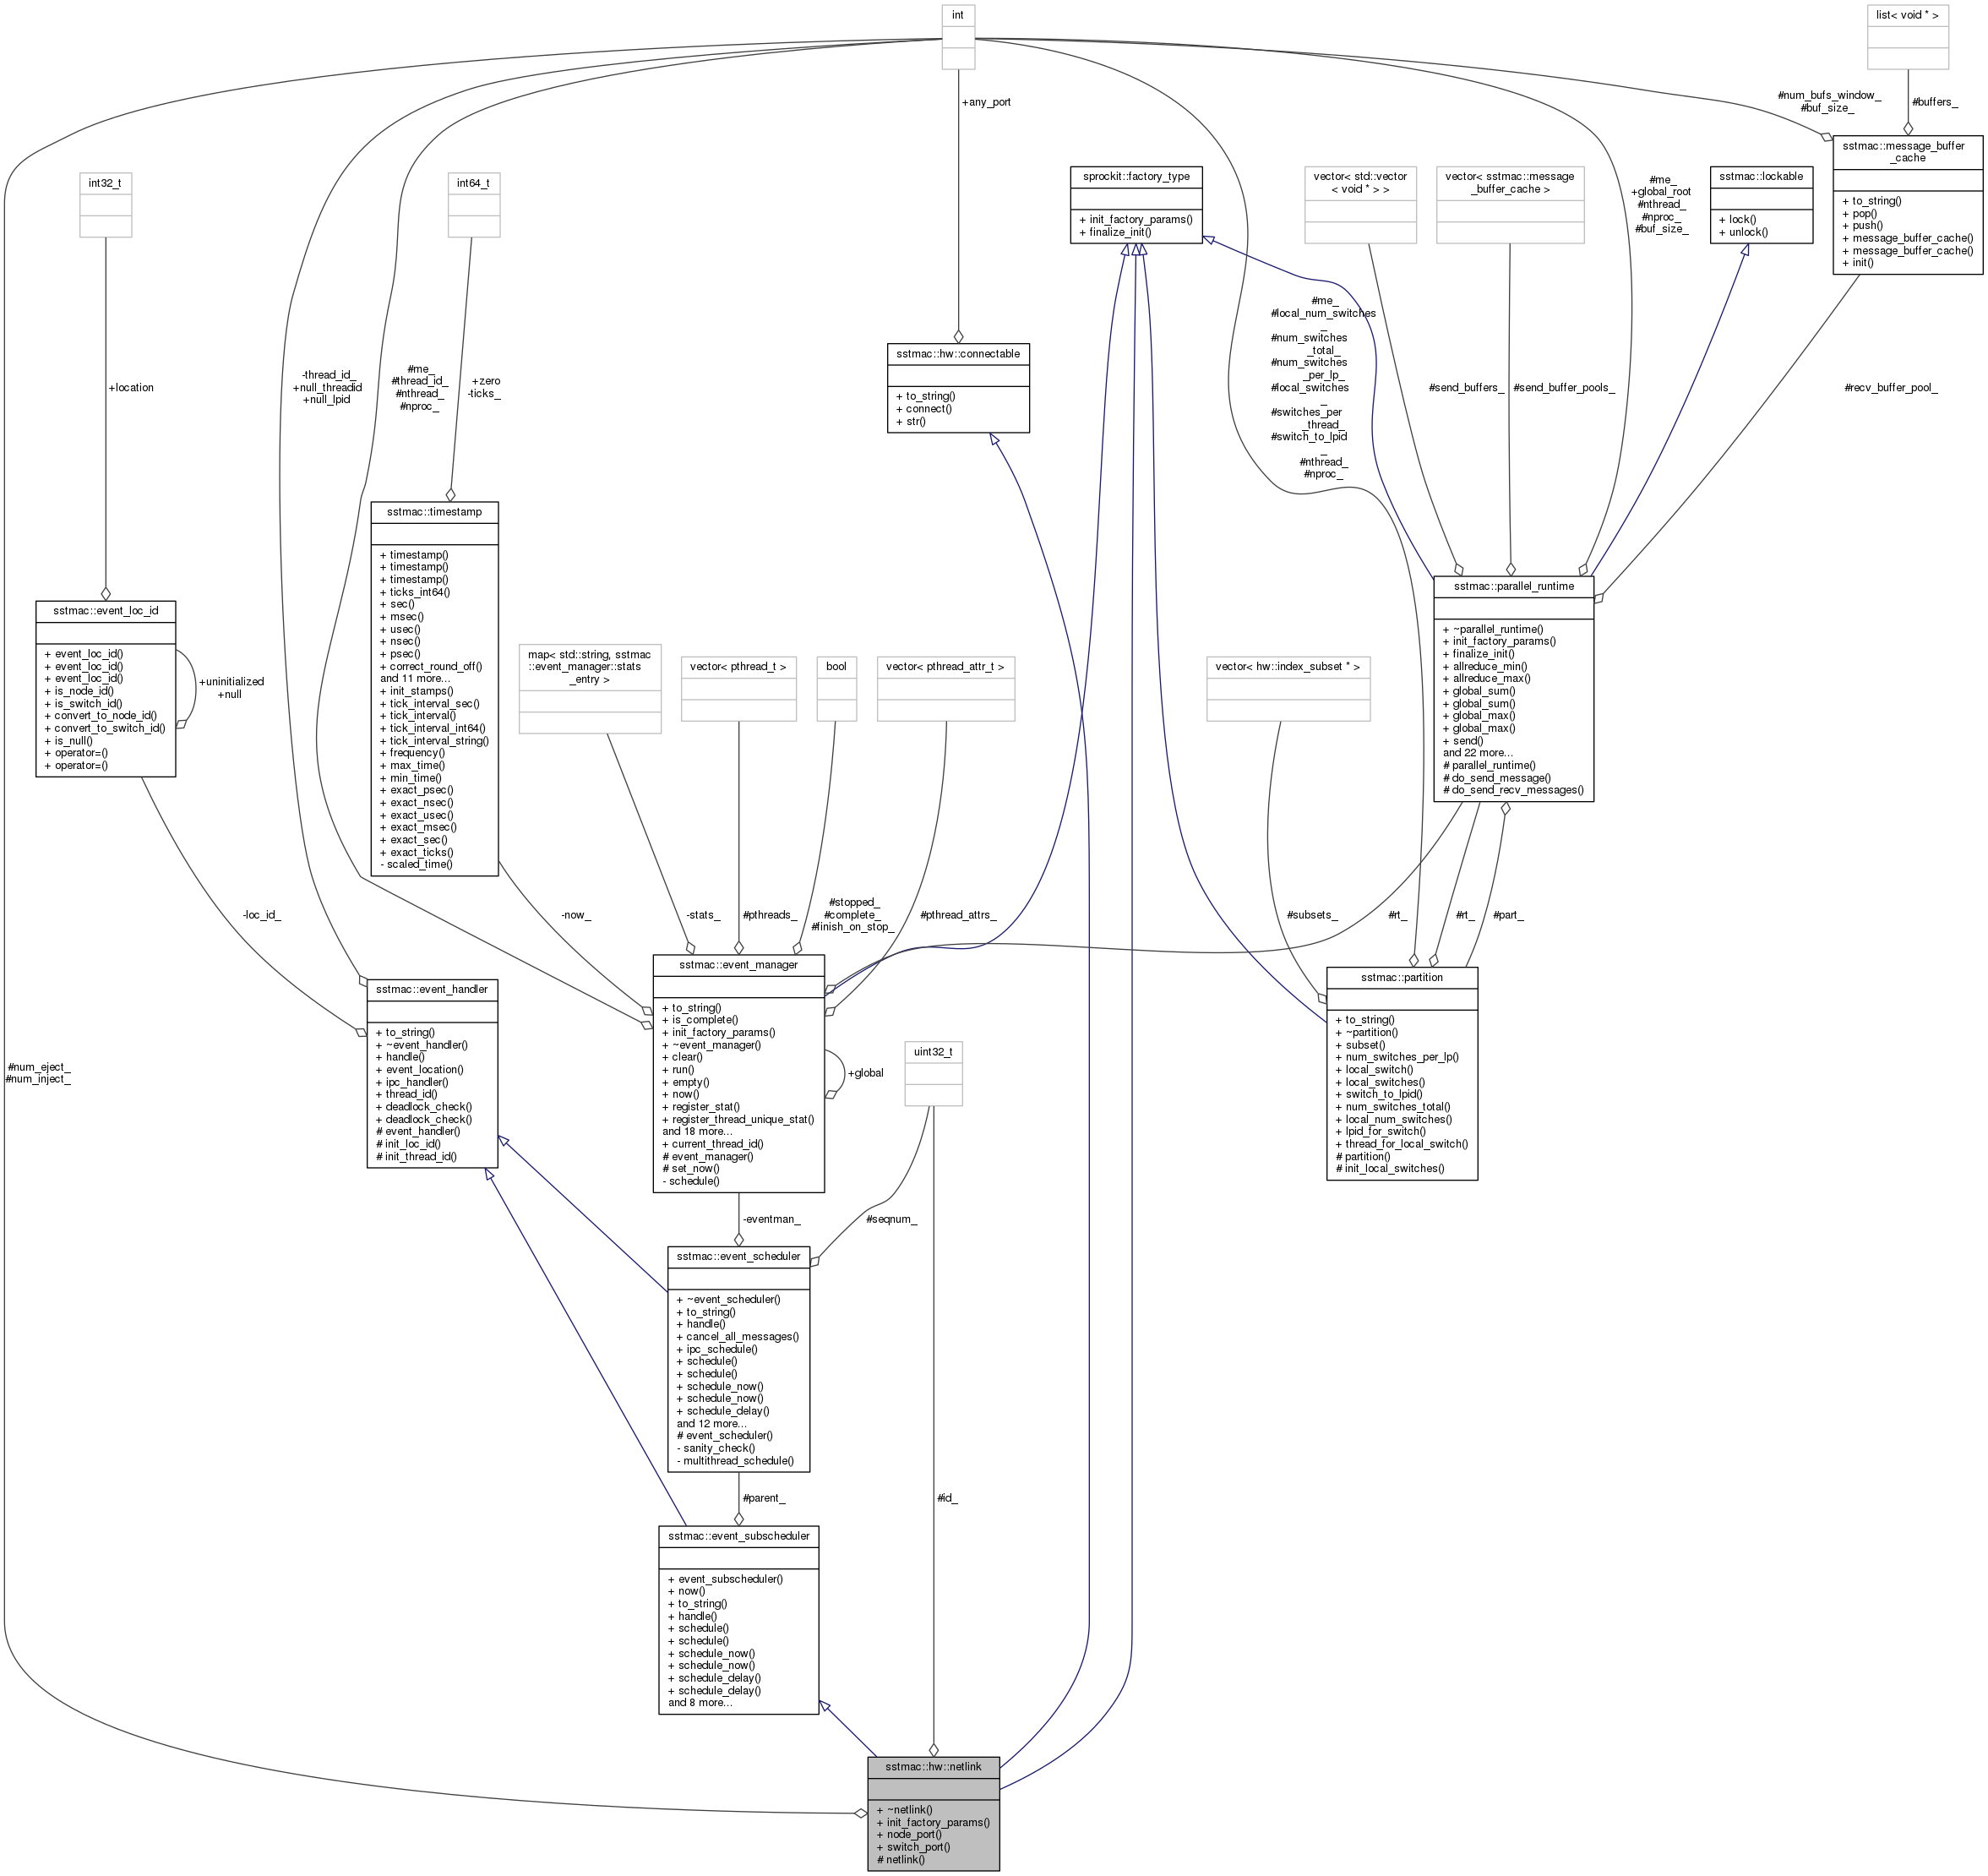 int
list< void * >
+any_port
#num_bufs_window_
#buf_size_
#buffers_
sstmac::message_buffer
_cache
+ to_string()
+ pop()
+ push()
+ message_buffer_cache()
+ message_buffer_cache()
+ init()
int32_t
int64_t
sprockit::factory_type
+ init_factory_params()
+ finalize_init()
vector< std::vector
< void * > >
vector< sstmac::message
_buffer_cache >
#me_
+global_root
#nthread_
#nproc_
#buf_size_
sstmac::lockable
+ lock()
+ unlock()
+location
-thread_id_
+null_threadid
+null_lpid
#me_
#thread_id_
#nthread_
#nproc_
+zero
-ticks_
sstmac::hw::connectable
+ to_string()
+ connect()
+ str()
#me_
#local_num_switches
_
#num_switches
_total_
#num_switches
_per_lp_
#local_switches
_
#switches_per
_thread_
#switch_to_lpid
_
#nthread_
#nproc_
#send_buffers_
#send_buffer_pools_
#recv_buffer_pool_
sstmac::timestamp
+ timestamp()
+ timestamp()
+ timestamp()
+ ticks_int64()
+ sec()
+ msec()
+ usec()
+ nsec()
+ psec()
+ correct_round_off()
and 11 more...
+ init_stamps()
+ tick_interval_sec()
+ tick_interval()
+ tick_interval_int64()
+ tick_interval_string()
+ frequency()
+ max_time()
+ min_time()
+ exact_psec()
+ exact_nsec()
+ exact_usec()
+ exact_msec()
+ exact_sec()
+ exact_ticks()
- scaled_time()
sstmac::event_loc_id
+ event_loc_id()
+ event_loc_id()
+ event_loc_id()
+ is_node_id()
+ is_switch_id()
+ convert_to_node_id()
+ convert_to_switch_id()
+ is_null()
+ operator=()
+ operator=()
+uninitialized
+null
map< std::string, sstmac
::event_manager::stats
_entry >
vector< pthread_t >
bool
vector< pthread_attr_t >
vector< hw::index_subset * >
sstmac::parallel_runtime
+ ~parallel_runtime()
+ init_factory_params()
+ finalize_init()
+ allreduce_min()
+ allreduce_max()
+ global_sum()
+ global_sum()
+ global_max()
+ global_max()
+ send()
and 22 more...
# parallel_runtime()
# do_send_message()
# do_send_recv_messages()
-loc_id_
-now_
-stats_
#pthreads_
#stopped_
#complete_
#finish_on_stop_
#pthread_attrs_
#subsets_
#rt_
#rt_
#part_
sstmac::event_handler
+ to_string()
+ ~event_handler()
+ handle()
+ event_location()
+ ipc_handler()
+ thread_id()
+ deadlock_check()
+ deadlock_check()
# event_handler()
# init_loc_id()
# init_thread_id()
sstmac::event_manager
+ to_string()
+ is_complete()
+ init_factory_params()
+ ~event_manager()
+ clear()
+ run()
+ empty()
+ now()
+ register_stat()
+ register_thread_unique_stat()
and 18 more...
+ current_thread_id()
# event_manager()
# set_now()
- schedule()
+global
uint32_t
sstmac::partition
+ to_string()
+ ~partition()
+ subset()
+ num_switches_per_lp()
+ local_switch()
+ local_switches()
+ switch_to_lpid()
+ num_switches_total()
+ local_num_switches()
+ lpid_for_switch()
+ thread_for_local_switch()
# partition()
# init_local_switches()
#num_eject_
#num_inject_
-eventman_
#seqnum_
sstmac::event_scheduler
+ ~event_scheduler()
+ to_string()
+ handle()
+ cancel_all_messages()
+ ipc_schedule()
+ schedule()
+ schedule()
+ schedule_now()
+ schedule_now()
+ schedule_delay()
and 12 more...
# event_scheduler()
- sanity_check()
- multithread_schedule()
#parent_
#id_
sstmac::event_subscheduler
+ event_subscheduler()
+ now()
+ to_string()
+ handle()
+ schedule()
+ schedule()
+ schedule_now()
+ schedule_now()
+ schedule_delay()
+ schedule_delay()
and 8 more...
sstmac::hw::netlink
+ ~netlink()
+ init_factory_params()
+ node_port()
+ switch_port()
# netlink()